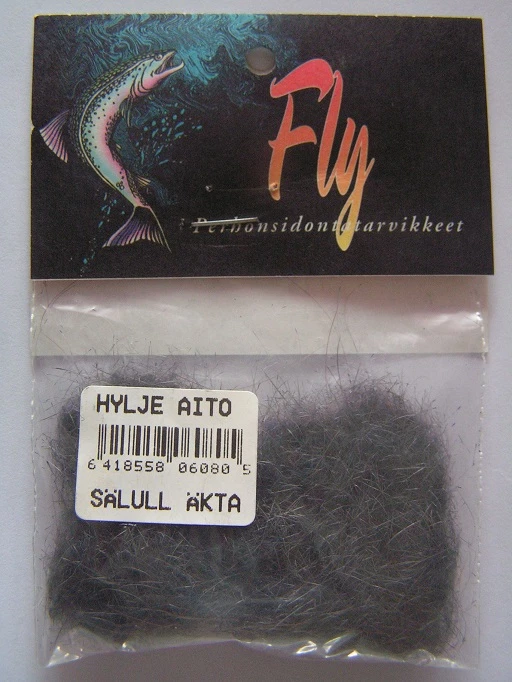 Fly
Perhonsidontatarvikkeet
HYLJE AITO
6 418558 06080 5
SÄLULL ÄKTA